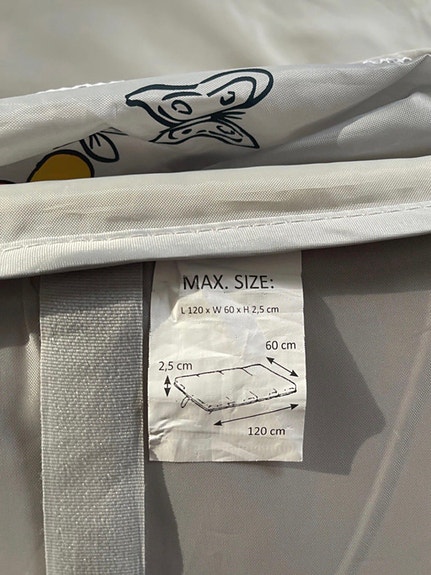 MAX. SIZE:
L 120 x W 60 x H 2,5 cm
60 cm
2,5 cm
120 cm